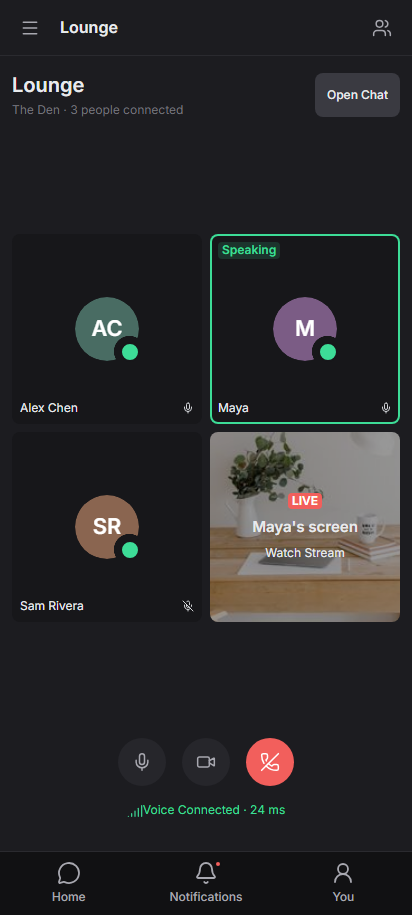 Lounge
Lounge
The Den · 3 people connected
Open Chat
Speaking
AC
M
Alex Chen
Maya
SR
LIVE
Maya's screen
Watch Stream
Sam Rivera
Voice Connected · 24 ms
Home
Notifications
You